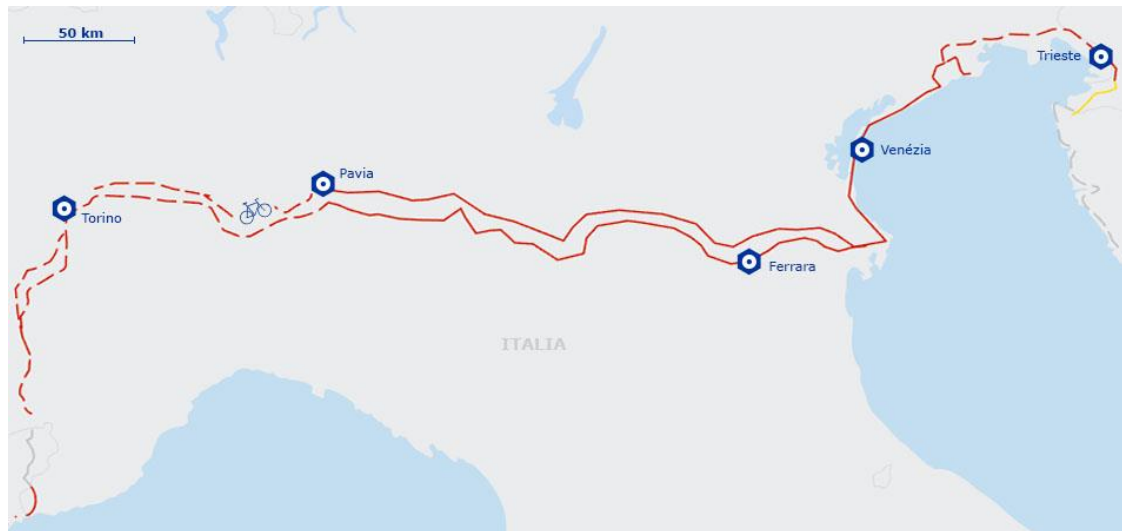 50 km
Trieste
Venézia
Pavia
Torino
Ferrara
ITALIA